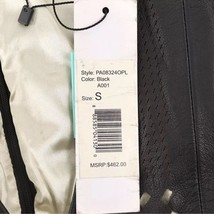 Style: PA08324OPL
Color: Black
A001
Size: S
MSRP: $462.00